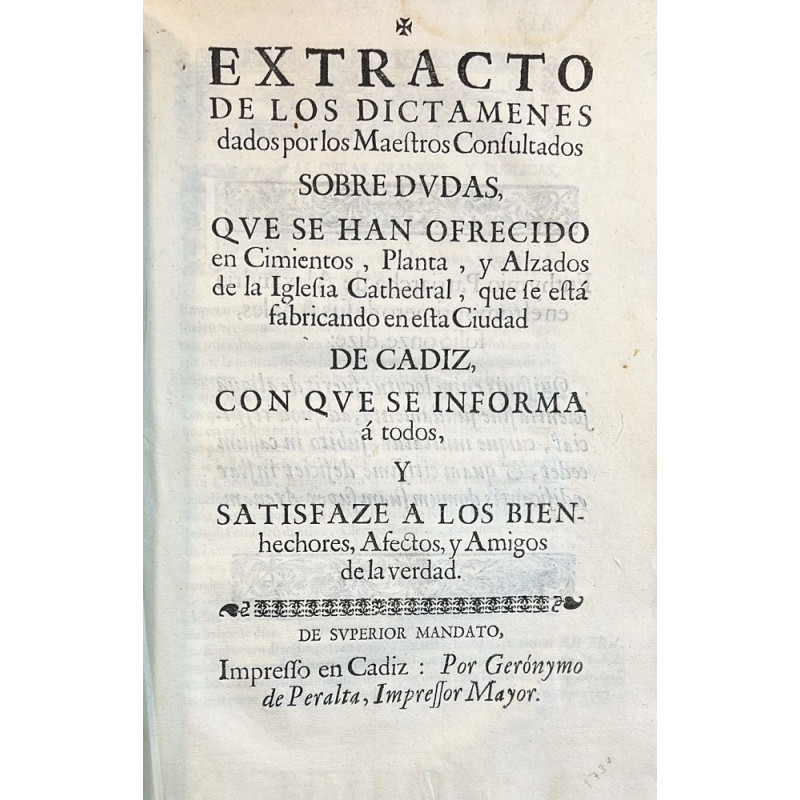 ✠
EXTRACTO
DE LOS DICTAMENES
dados por los Maeſtros Conſultados
SOBRE DVDAS,
QVE SE HAN OFRECIDO
en Cimientos, Planta, y Alzados
de la Igleſia Cathedral, que ſe eſtá
fabricando en eſta Ciudad
DE CADIZ,
CON QVE SE INFORMA
á todos,
Y
SATISFAZE A LOS BIEN-
hechores, Afectos, y Amigos
de la verdad.
DE SVPERIOR MANDATO,
Impreſſo en Cadiz: Por Gerónymo
de Peralta, Impreſſor Mayor.